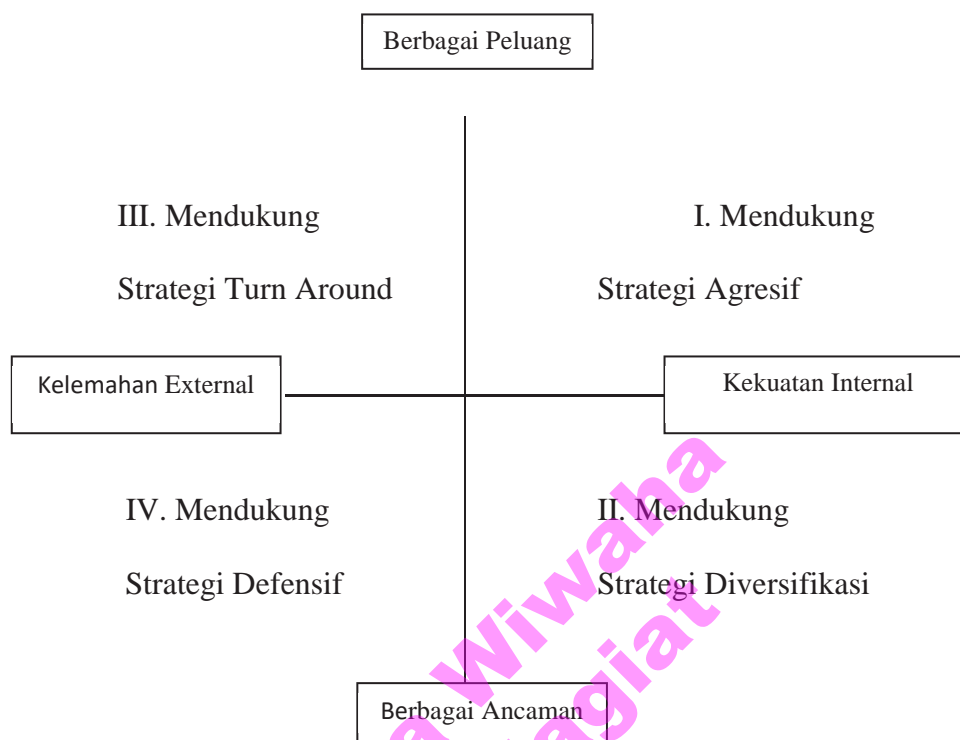 Berbagai Peluang
III. Mendukung
Strategi Turn Around
I. Mendukung
Strategi Agresif
Kelemahan External
Kekuatan Internal
IV. Mendukung
Strategi Defensif
II. Mendukung
Strategi Diversifikasi
Berbagai Ancaman
Wiwaha